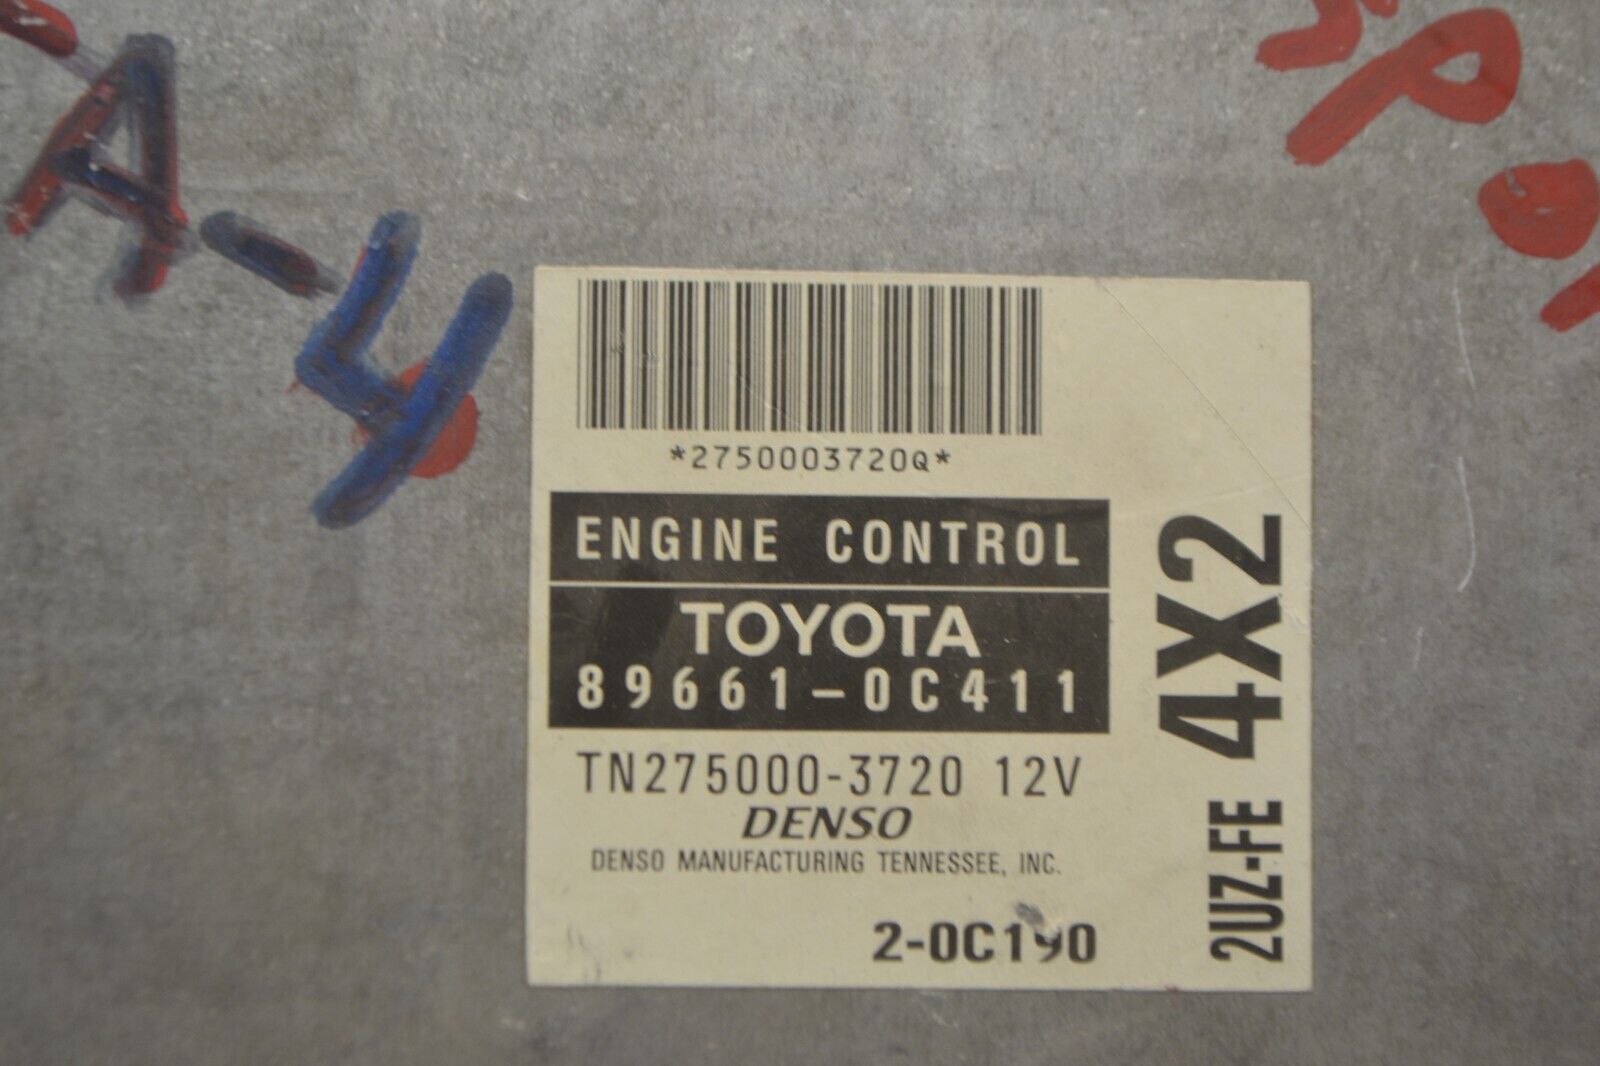 A-4
*2750003720Q*
ENGINE CONTROL
TOYOTA
89661-0C411
TN275000-3720 12V
DENSO
DENSO MANUFACTURING TENNESSEE, INC.
2-0C190
2UZ-FE 4X2